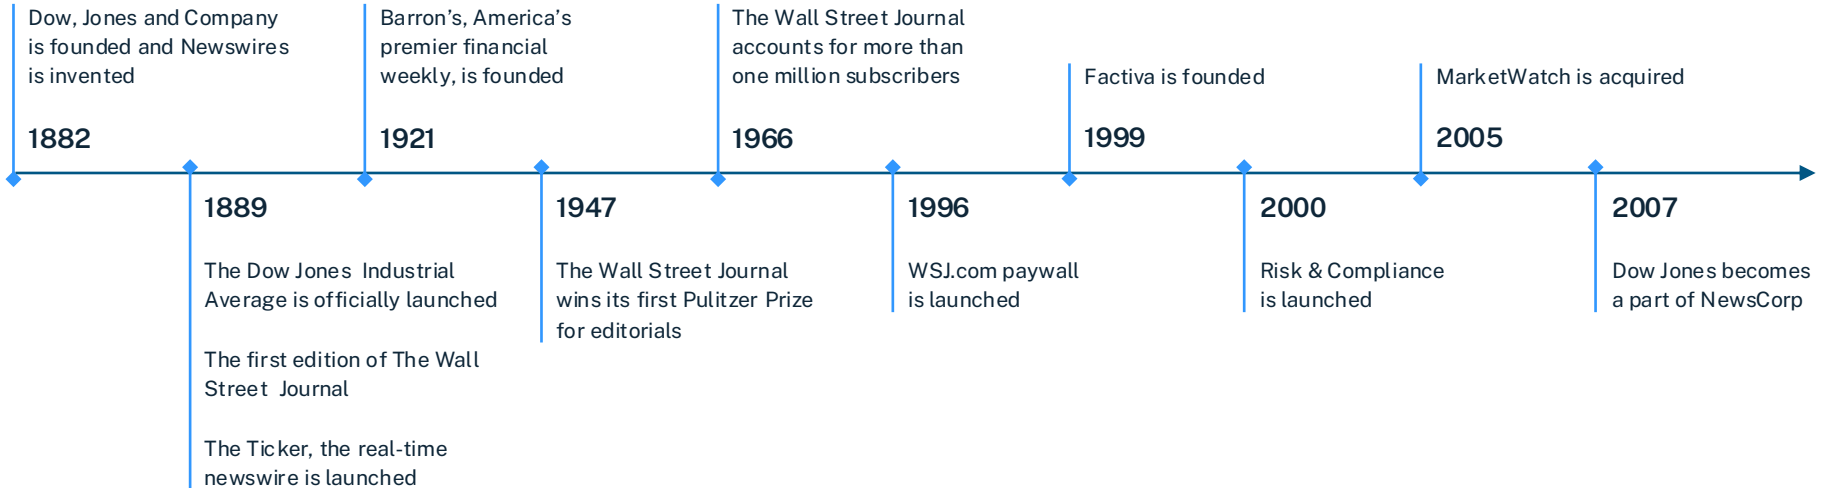 Dow, Jones and Company
is founded and Newswires
is invented
1882
Barron’s, America’s
premier financial
weekly, is founded
1921
The Wall Street Journal
accounts for more than
one million subscribers
1966
Factiva is founded
1999
MarketWatch is acquired
2005
1889
The Dow Jones Industrial
Average is officially launched
The first edition of The Wall
Street Journal
The Ticker, the real-time
newswire is launched
1947
The Wall Street Journal
wins its first Pulitzer Prize
for editorials
1996
WSJ.com paywall
is launched
2000
Risk & Compliance
is launched
2007
Dow Jones becomes
a part of NewsCorp